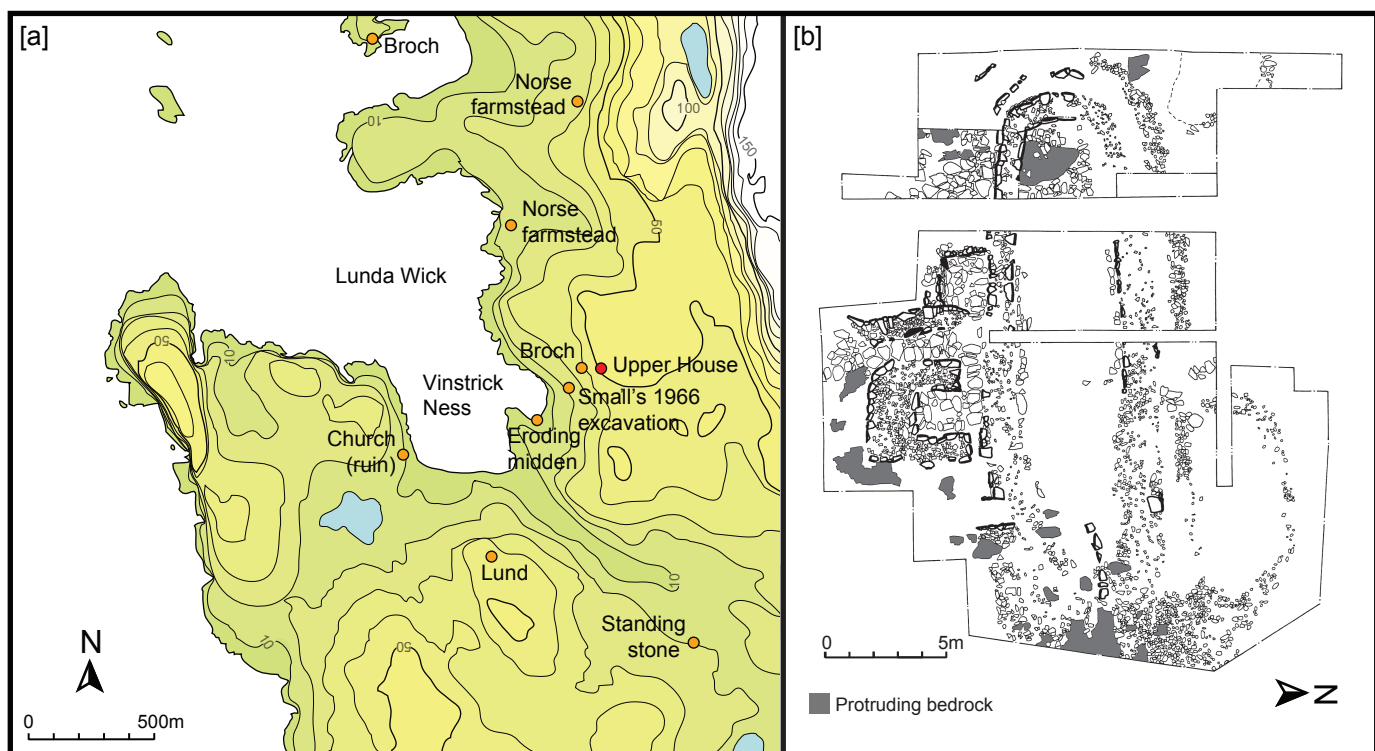 [a]
Broch
Norse
farmstead
100
150
10
Norse
farmstead
50
Lunda Wick
50
10
Broch
Upper House
Vinstrick
Ness
Small's 1966
excavation
Church
(ruin)
Eroding
midden
Lund
10
Standing
stone
10
50
N
0
500m
[b]
0
5m
Protruding bedrock
N